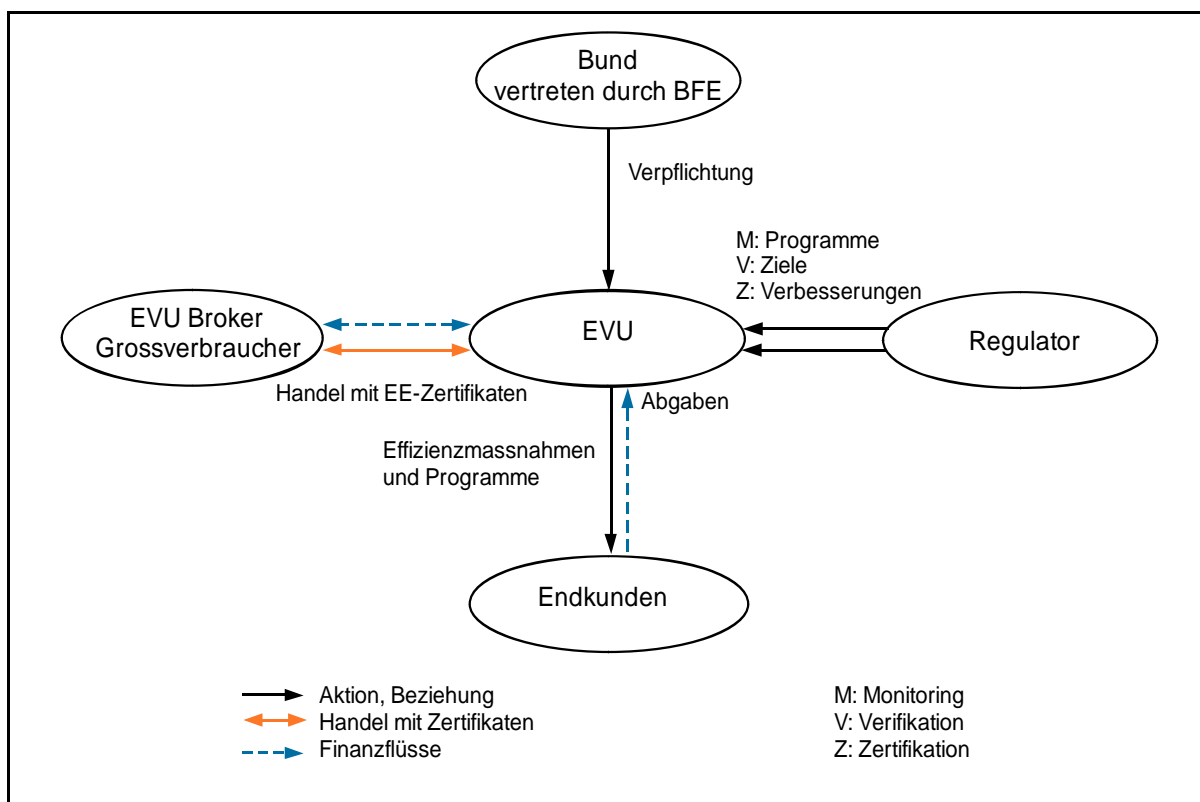 Bund
vertreten durch BFE
Verpflichtung
M: Programme
V: Ziele
Z: Verbesserungen
EVU Broker
Grossverbraucher
EVU
Regulator
Handel mit EE-Zertifikaten
Abgaben
Effizienzmassnahmen
und Programme
Endkunden
Aktion, Beziehung
Handel mit Zertifikaten
Finanzflüsse
M: Monitoring
V: Verifikation
Z: Zertifikation